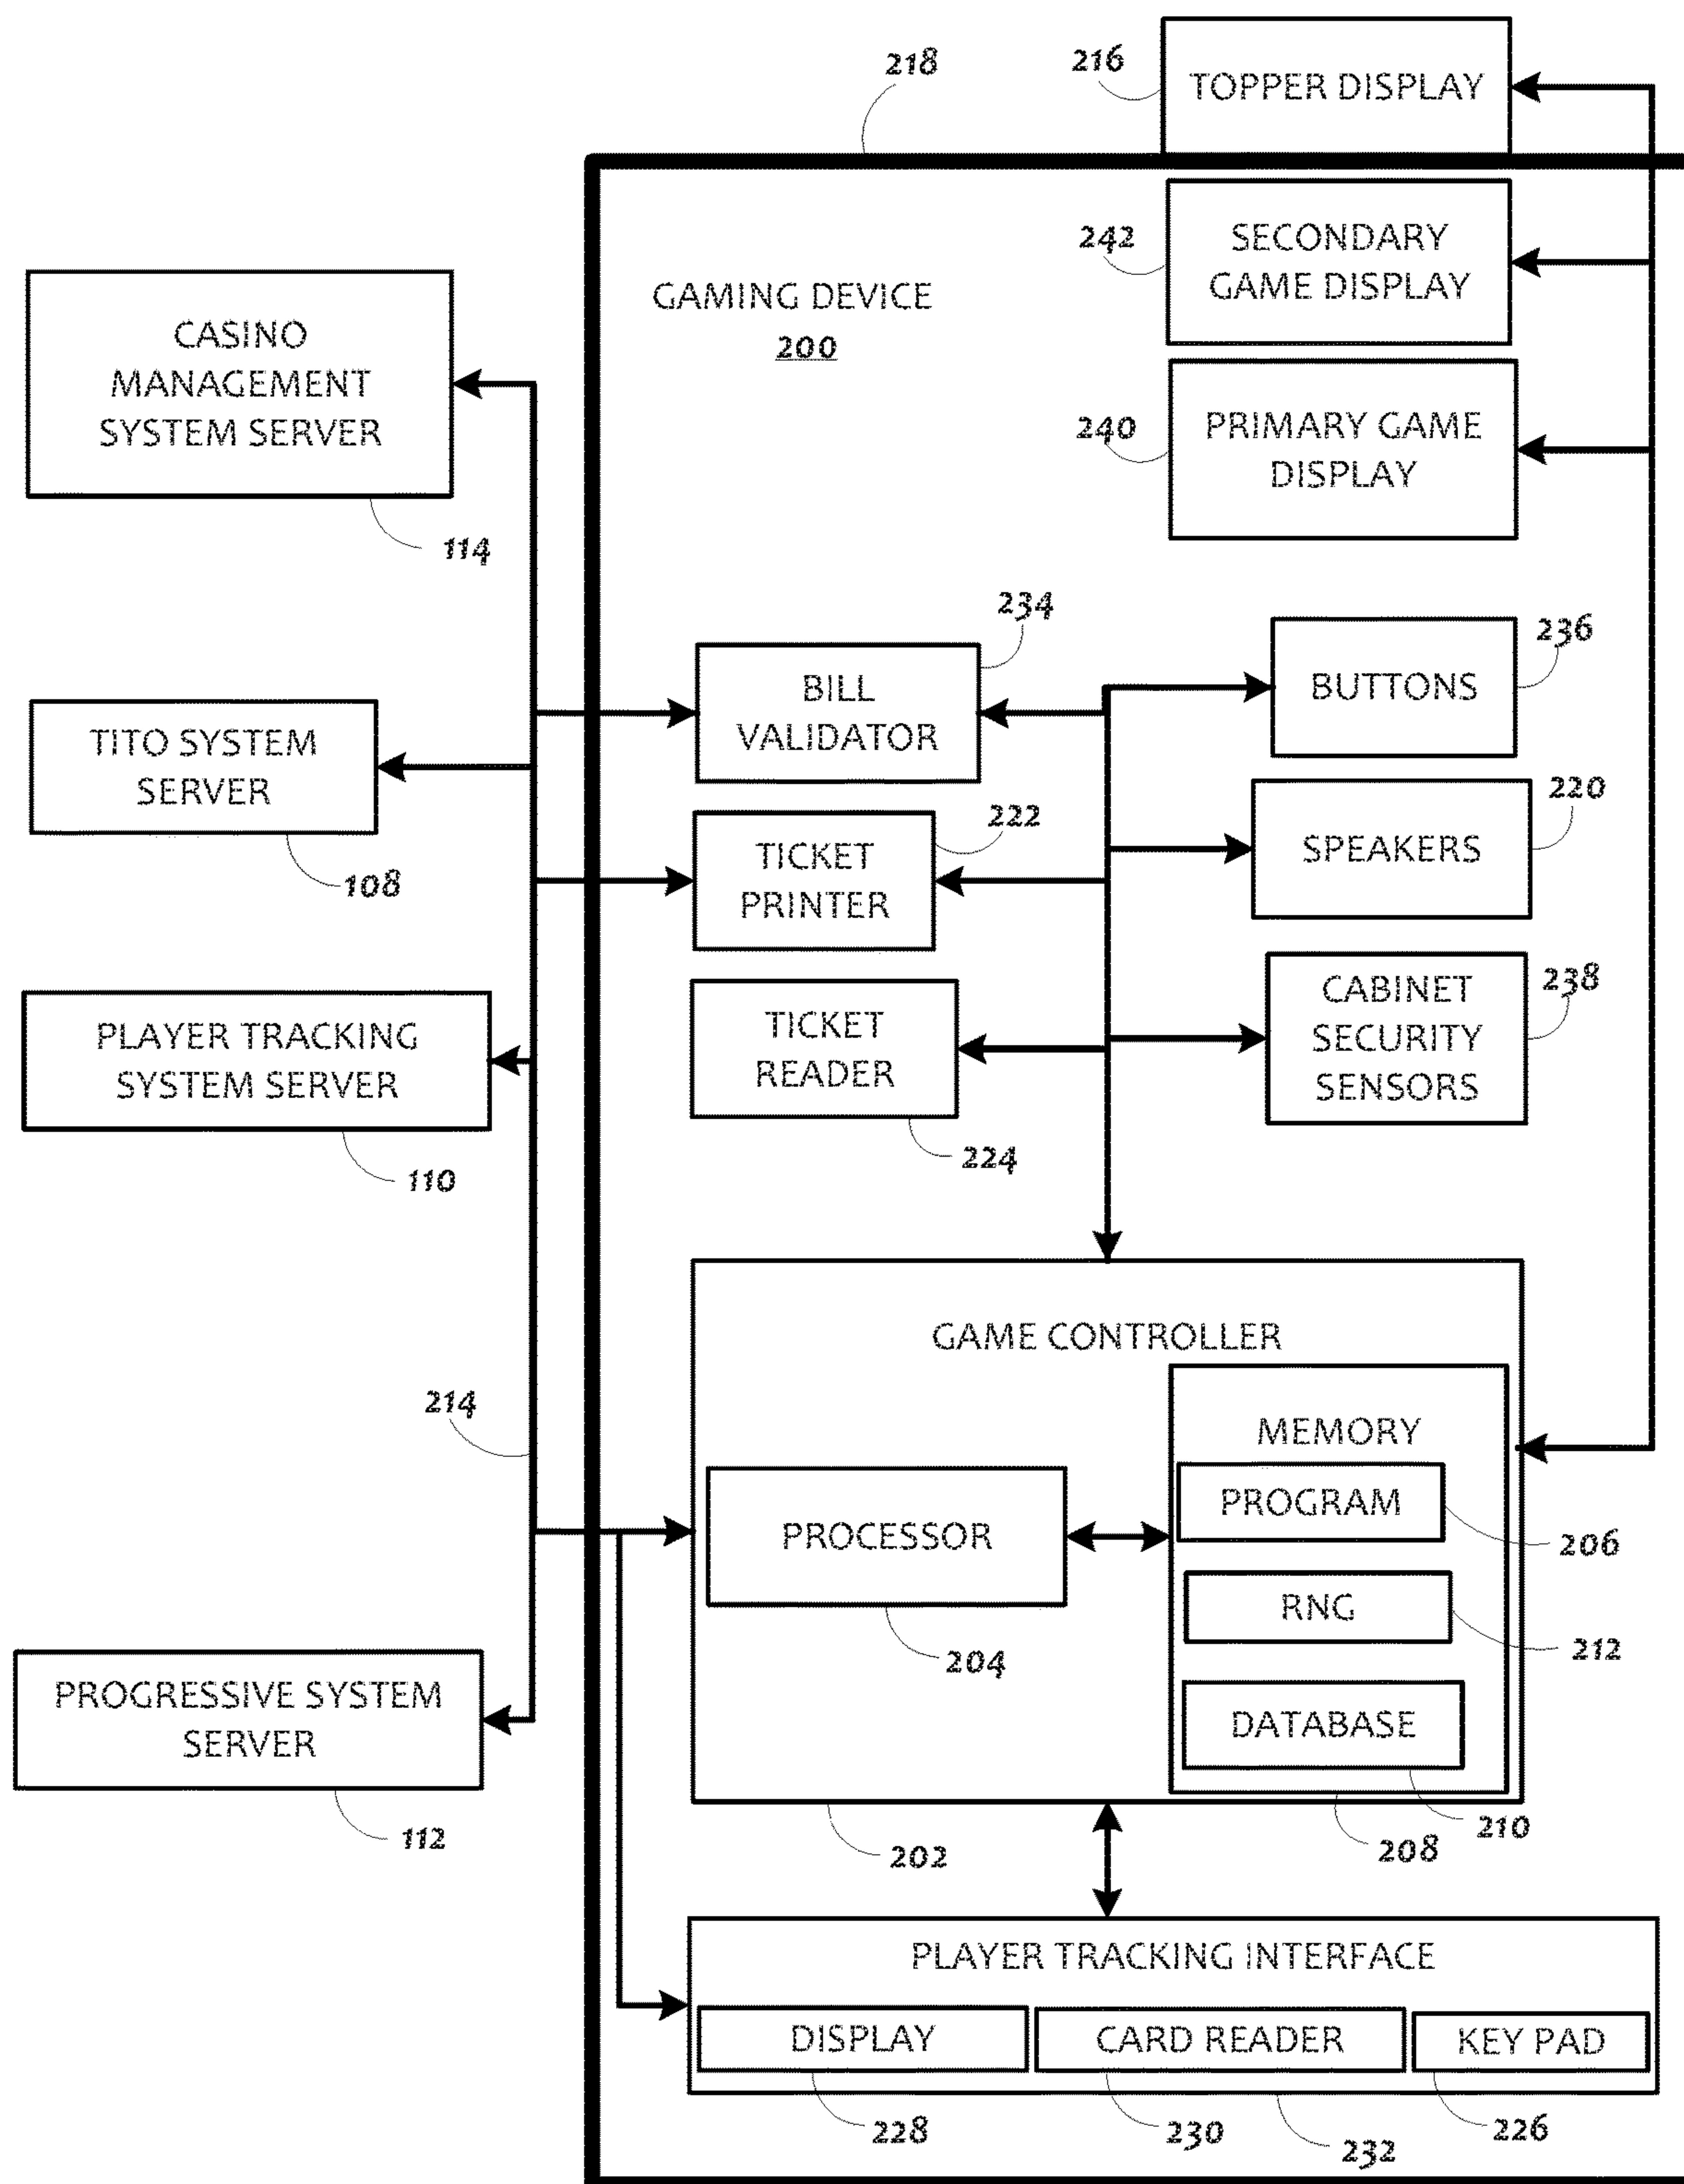 218
216
TOPPER DISPLAY
242
SECONDARY
GAME DISPLAY
GAMING DEVICE
200
CASINO
MANAGEMENT
SYSTEM SERVER
114
240
PRIMARY GAME
DISPLAY
234
BILL
VALIDATOR
236
BUTTONS
TITO SYSTEM
SERVER
108
222
TICKET
PRINTER
220
SPEAKERS
PLAYER TRACKING
SYSTEM SERVER
110
TICKET
READER
224
238
CABINET
SECURITY
SENSORS
GAME CONTROLLER
214
MEMORY
PROGRAM
206
PROCESSOR
204
RNG
212
DATABASE
210
208
202
PROGRESSIVE SYSTEM
SERVER
112
PLAYER TRACKING INTERFACE
DISPLAY
CARD READER
KEY PAD
228
230
232
226